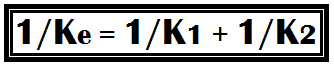 1/Ke = 1/K1 + 1/K2